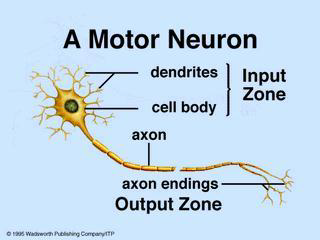 A Motor Neuron
dendrites
Input
Zone
cell body
axon
axon endings
Output Zone
© 1995 Wadsworth Publishing Company/ITP